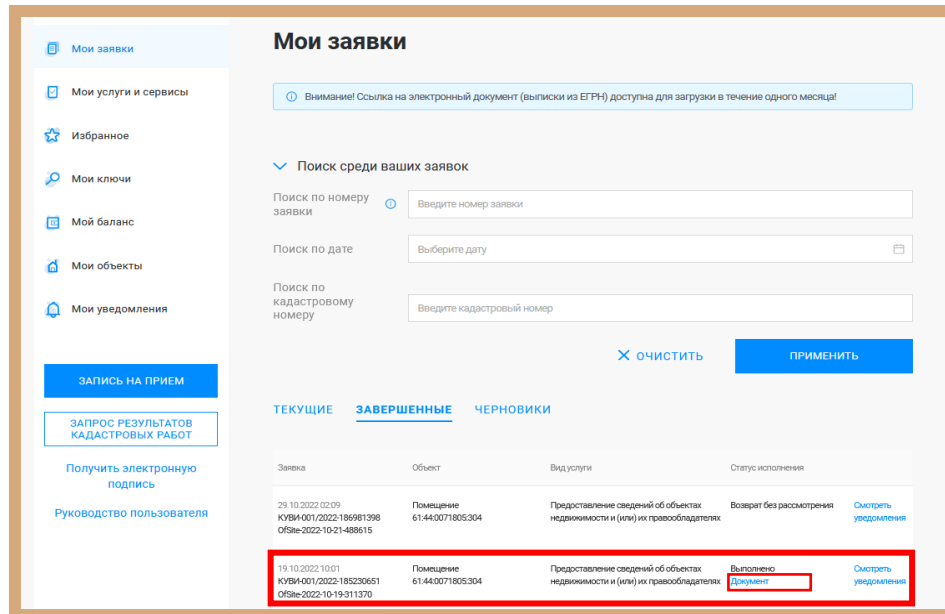 Мои заявки
Мои услуги и сервисы
Избранное
Мои ключи
Мой баланс
Мои объекты
Мои уведомления
ЗАПИСЬ НА ПРИЕМ
ЗАПРОС РЕЗУЛЬТАТОВ
КАДАСТРОВЫХ РАБОТ
Получить электронную
подпись
Руководство пользователя
Мои заявки
Внимание! Ссылка на электронный документ (выписки из ЕГРН) доступна для загрузки в течение одного месяца!
Поиск среди ваших заявок
Поиск по номеру
заявки
Введите номер заявки
Поиск по дате
Выберите дату
Поиск по
кадастровому
номеру
Введите кадастровый номер
ОЧИСТИТЬ
ПРИМЕНИТЬ
ТЕКУЩИЕ ЗАВЕРШЕННЫЕ ЧЕРНОВИКИ
Заявка Объект Вид услуги Статус исполнения
29.10.2022 02:09 Помещение Предоставление сведений об объектах Возврат без рассмотрения Смотреть
КУВИ-001/2022-186981398 61:44:0071805:304 недвижимости и (или) их правообладателях уведомления
OfSite-2022-10-21-488615
19.10.2022 10:01 Помещение Предоставление сведений об объектах Выполнено Смотреть
КУВИ-001/2022-185230651 61:44:0071805:304 недвижимости и (или) их правообладателях Документ уведомления
OfSite-2022-10-19-311370